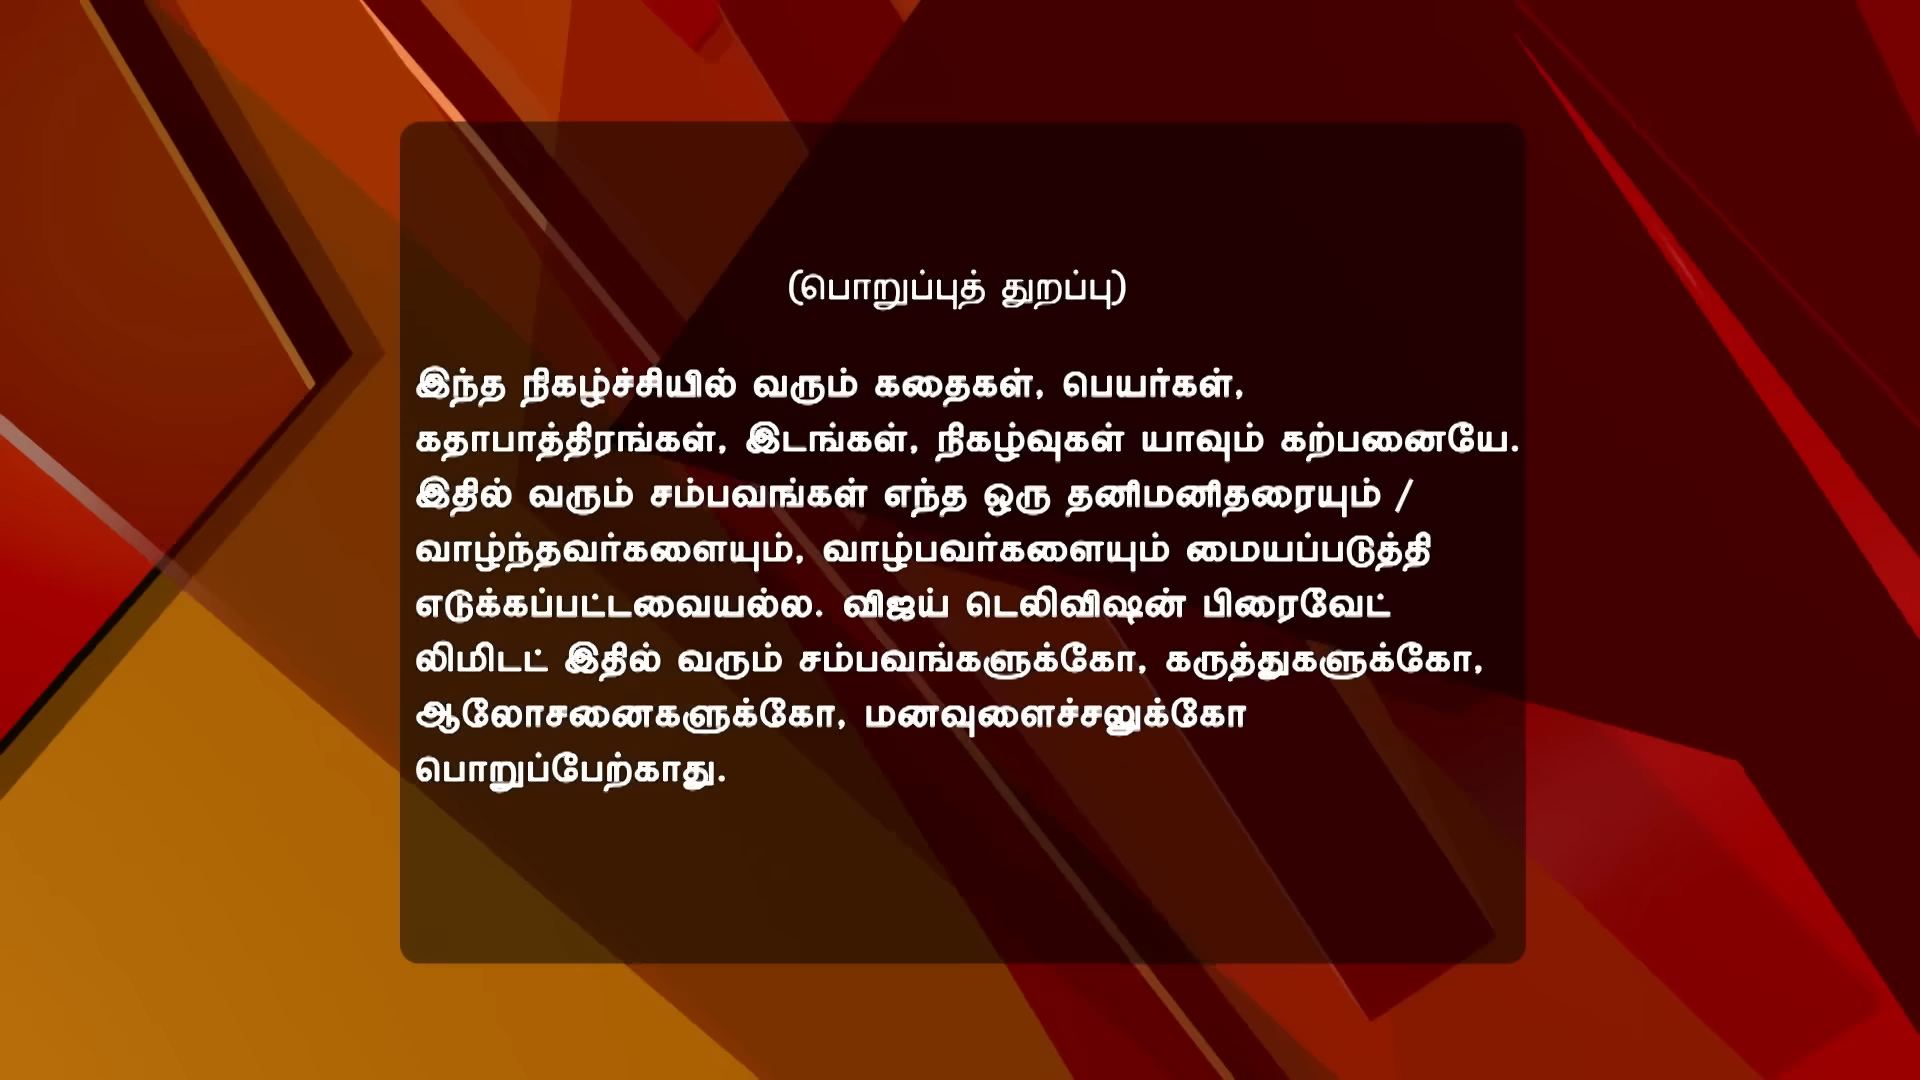 (பொறுப்புத் துறப்பு)
இந்த நிகழ்ச்சியில் வரும் கதைகள், பெயர்கள்,
கதாபாத்திரங்கள், இடங்கள், நிகழ்வுகள் யாவும் கற்பனையே.
இதில் வரும் சம்பவங்கள் எந்த ஒரு தனிமனிதரையும் /
வாழ்ந்தவர்களையும், வாழ்பவர்களையும் மையப்படுத்தி
எடுக்கப்பட்டவையல்ல. விஜய் டெலிவிஷன் பிரைவேட்
லிமிடட் இதில் வரும் சம்பவங்களுக்கோ, கருத்துகளுக்கோ,
ஆலோசனைகளுக்கோ, மனவுளைச்சலுக்கோ
பொறுப்பேற்காது.